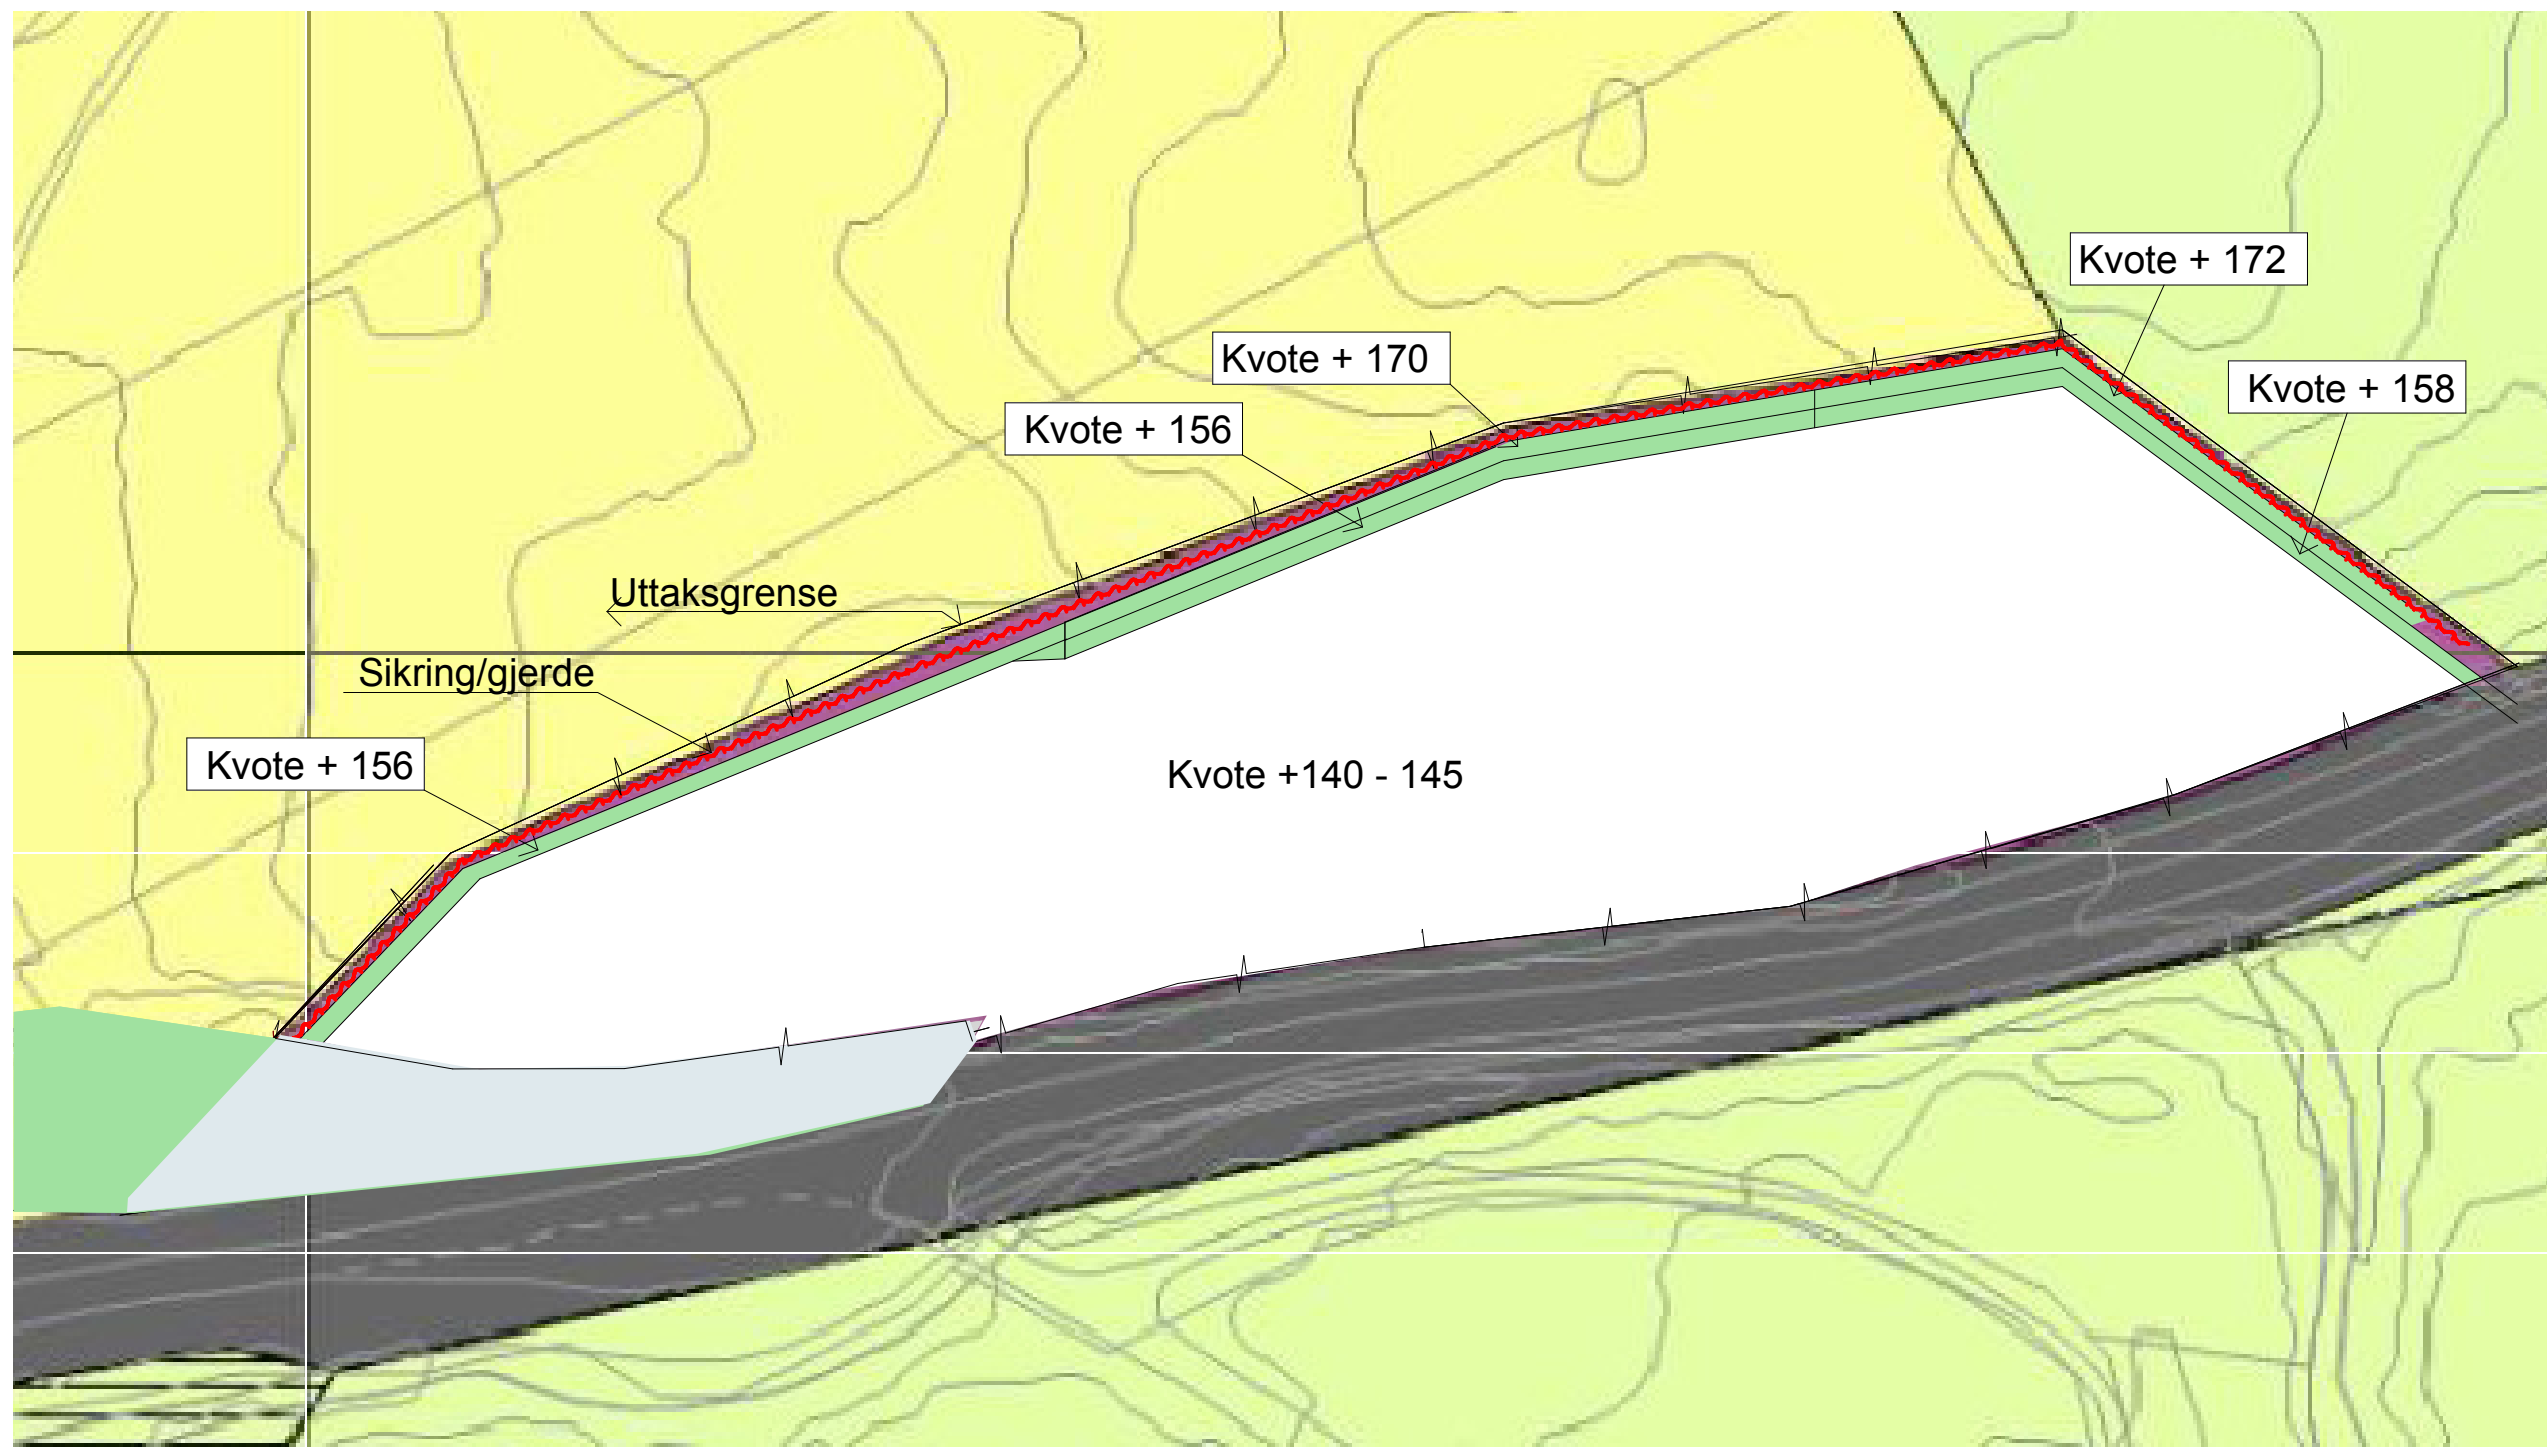 Kvote + 172
Kvote + 170
Kvote + 158
Kvote + 156
Uttaksgrense
Sikring/gjerde
Kvote + 156
Kvote +140 - 145